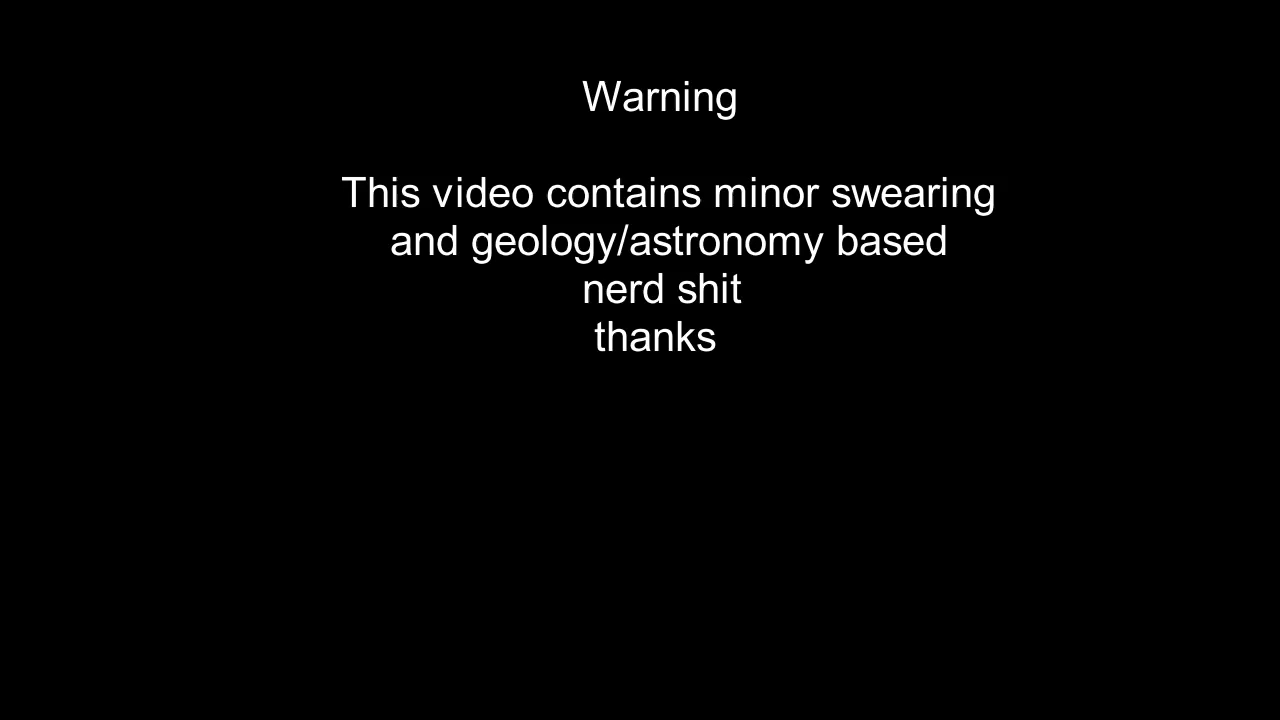 Warning
This video contains minor swearing
and geology/astronomy based
nerd shit
thanks